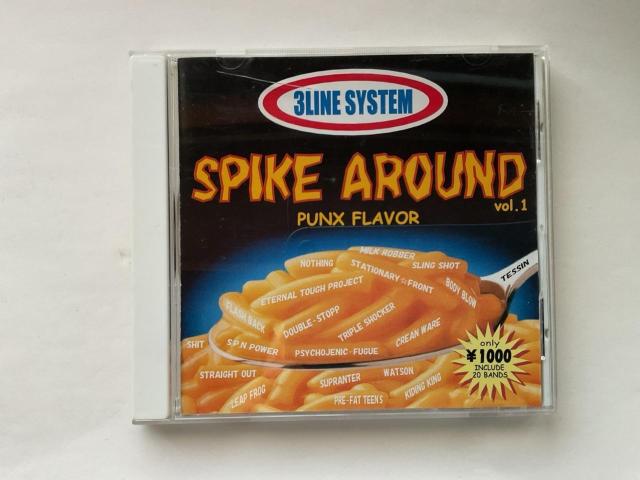 3LINE SYSTEM
SPIKE AROUND
vol.1
PUNX FLAVOR
MILK ROBBER
NOTHING
STATIONARY☆FRONT
SLING SHOT
TESSIN
ETERNAL TOUGH PROJECT
BODY BLOW
FLASH BACK
DOUBLE-STOPP
TRIPLE SHOCKER
CREAN WARE
SHIT
S.P.N POWER
PSYCHOJENIC-FUGUE
only
¥1000
INCLUDE
20 BANDS
STRAIGHT OUT
SUPRANTER
WATSON
LEAP FROG
PRE-FAT TEENS
KIDING KING